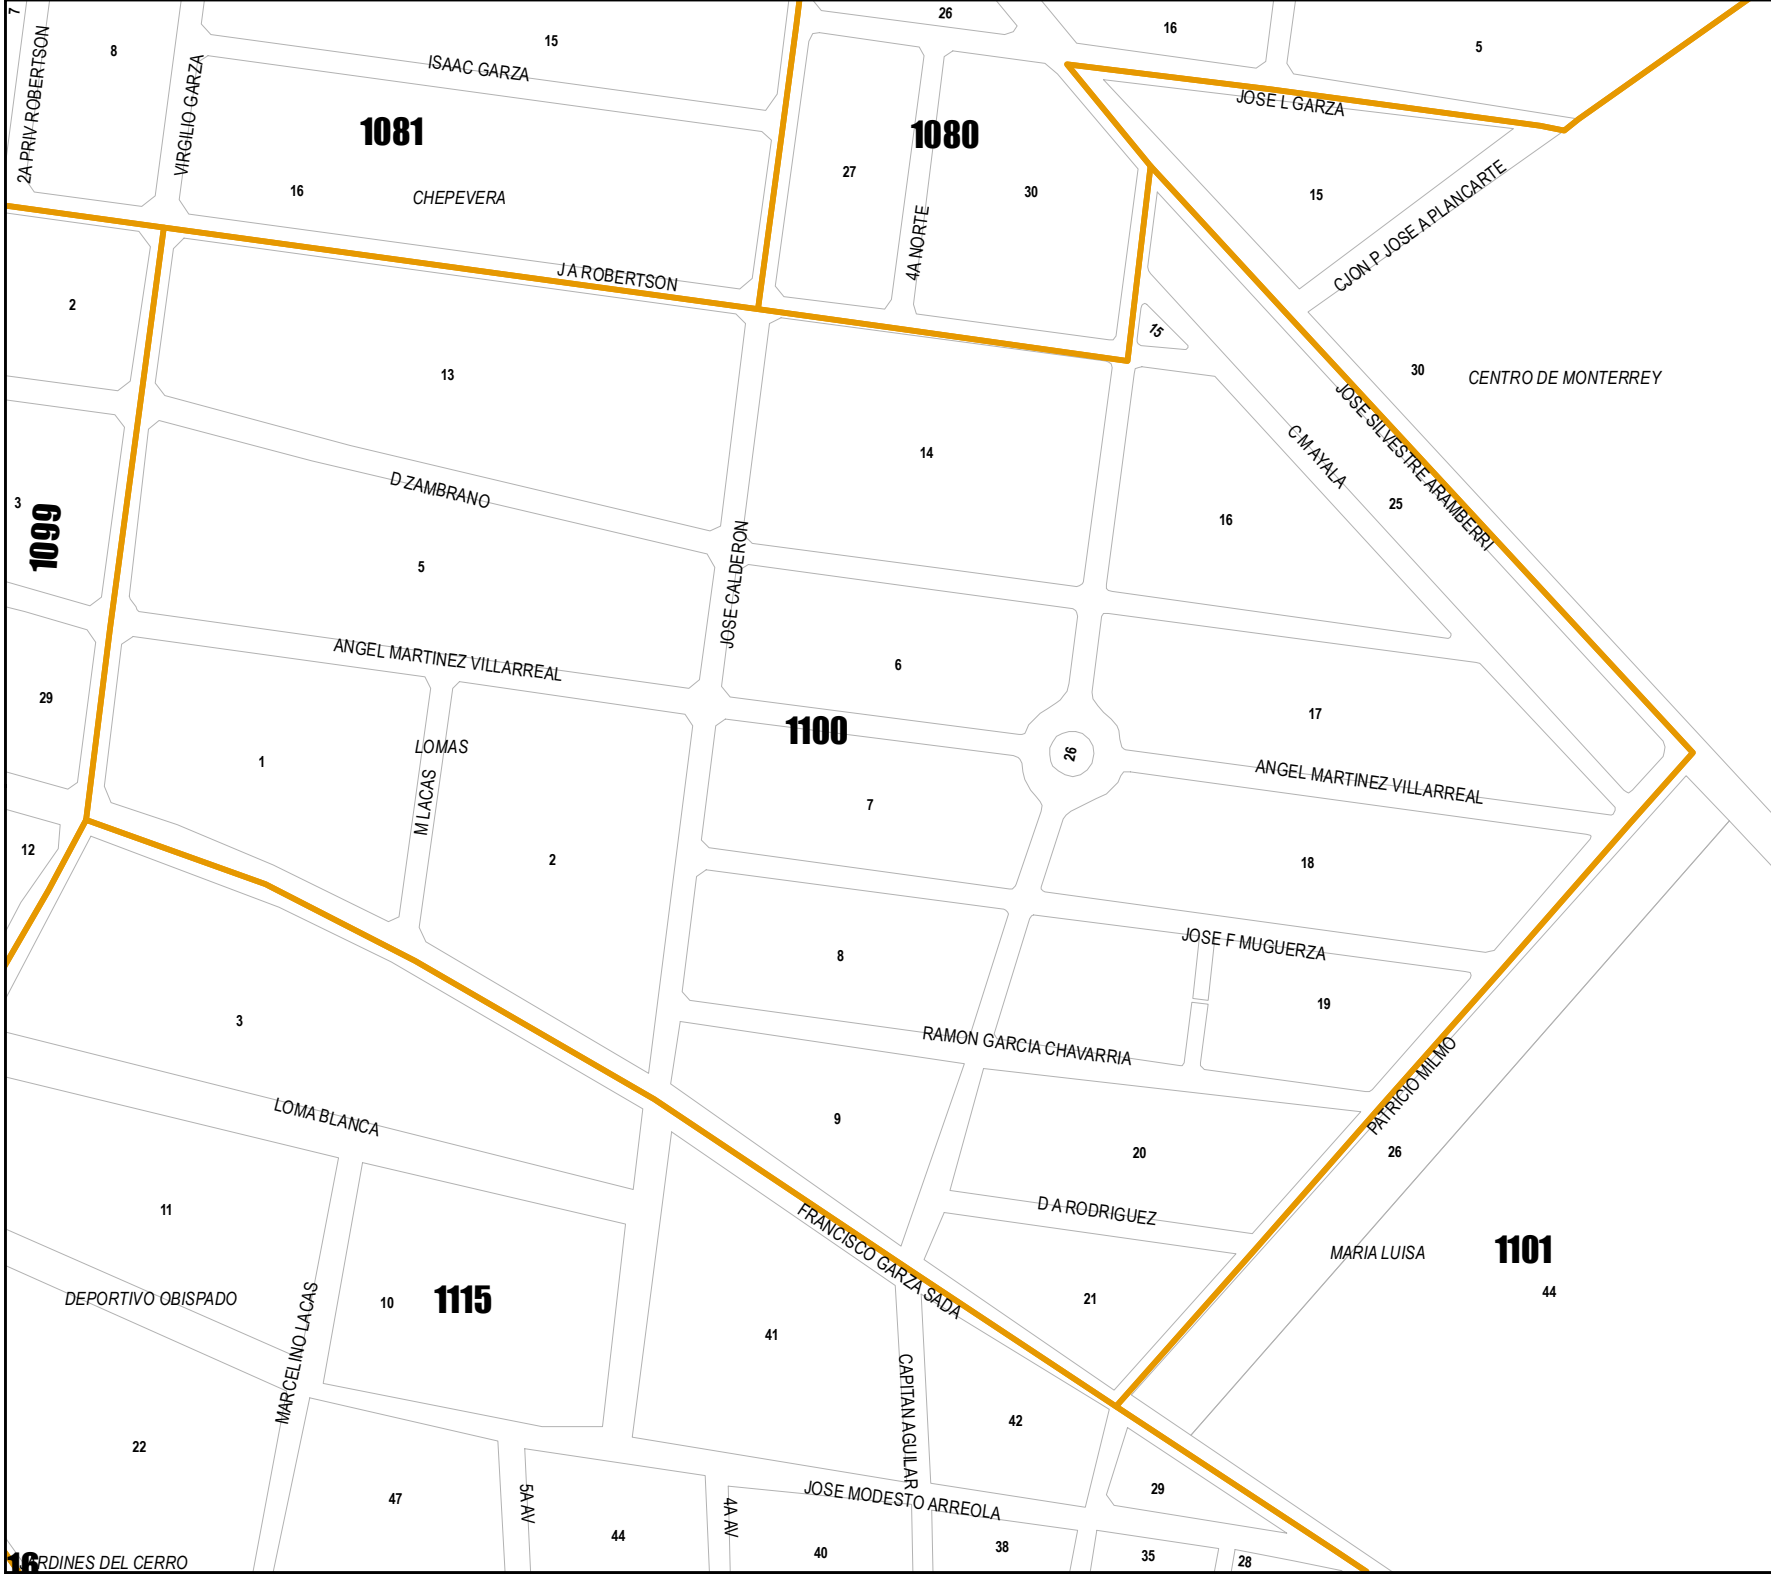 7
8
15
26
16
5
2A PRIV ROBERTSON
VIRGILIO GARZA
ISAAC GARZA
JOSE L GARZA
1081
1080
27
30
15
16
CHEPEVERA
4A NORTE
CJON P JOSE A PLANCARTE
J A ROBERTSON
2
15
13
30
CENTRO DE MONTERREY
JOSE SILVESTRE ARAMBERRI
C M AYALA
14
D ZAMBRANO
3
1099
25
16
5
JOSE CALDERON
ANGEL MARTINEZ VILLARREAL
6
29
17
1100
LOMAS
1
26
ANGEL MARTINEZ VILLARREAL
M LACAS
7
12
2
18
JOSE F MUGUERZA
8
19
3
RAMON GARCIA CHAVARRIA
PATRICIO MILMO
LOMA BLANCA
9
20
26
11
D A RODRIGUEZ
FRANCISCO GARZA SADA
MARIA LUISA
1101
44
DEPORTIVO OBISPADO
MARCELINO LACAS
10
1115
21
41
CAPITAN AGUILAR
42
22
47
5A AV
4A AV
JOSE MODESTO ARREOLA
29
44
40
38
35
28
16
RDINES DEL CERRO